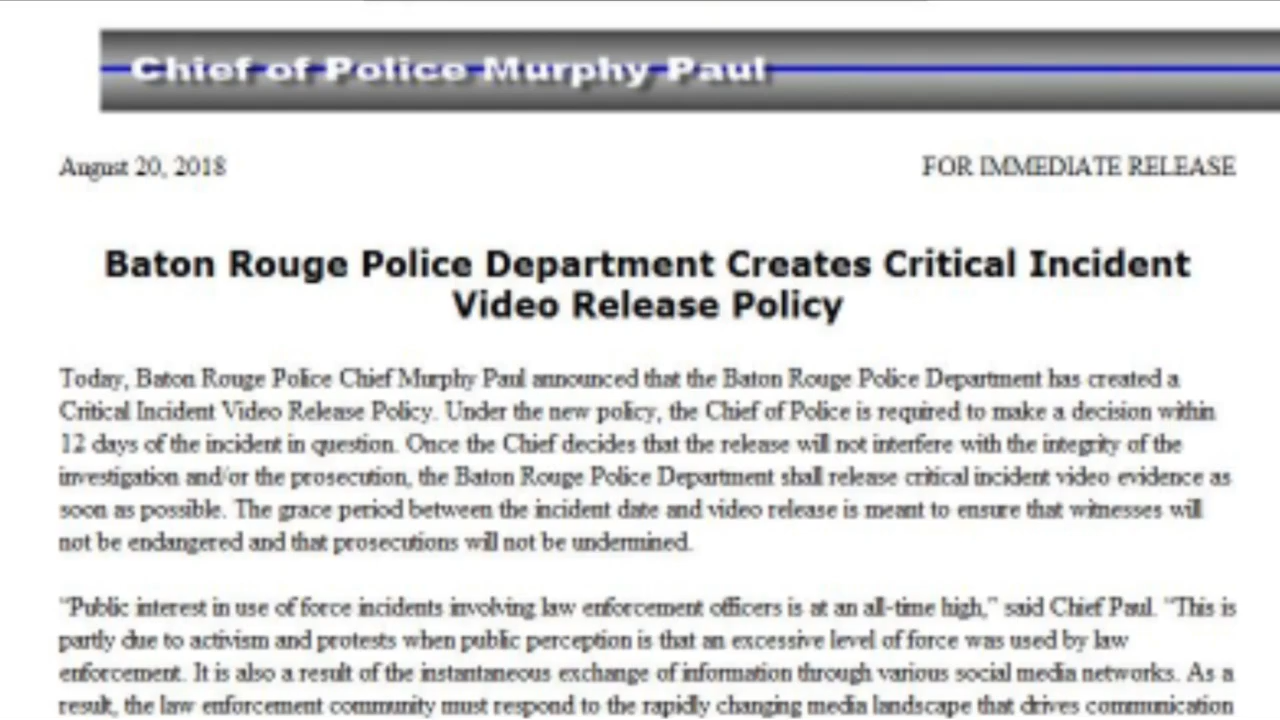 Chief of Police Murphy Paul
August 20, 2018 FOR IMMEDIATE RELEASE
Baton Rouge Police Department Creates Critical Incident
Video Release Policy
Today, Baton Rouge Police Chief Murphy Paul announced that the Baton Rouge Police Department has created a
Critical Incident Video Release Policy. Under the new policy, the Chief of Police is required to make a decision within
12 days of the incident in question. Once the Chief decides that the release will not interfere with the integrity of the
investigation and/or the prosecution, the Baton Rouge Police Department shall release critical incident video evidence as
soon as possible. The grace period between the incident date and video release is meant to ensure that witnesses will
not be endangered and that prosecutions will not be undermined.
“Public interest in use of force incidents involving law enforcement officers is at an all-time high,” said Chief Paul. “This is
partly due to activism and protests when public perception is that an excessive level of force was used by law
enforcement. It is also a result of the instantaneous exchange of information through various social media networks. As a
result, the law enforcement community must respond to the rapidly changing media landscape that drives communication